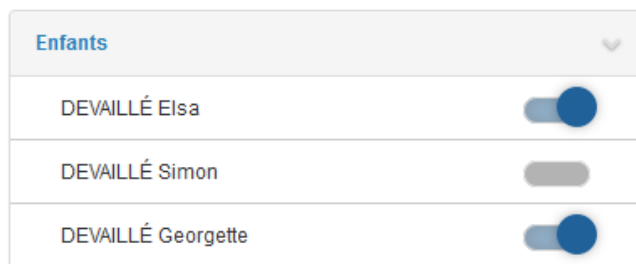 Enfants
DEVAILLÉ Elsa
DEVAILLÉ Simon
DEVAILLÉ Georgette